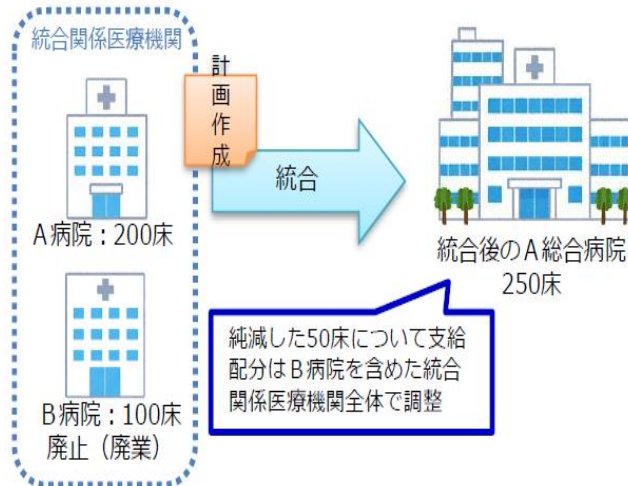 統合関係医療機関
計画作成
統合
A病院：200床
B病院：100床
廃止（廃業）
統合後のA総合病院
250床
純減した50床について支給
配分はB病院を含めた統合
関係医療機関全体で調整